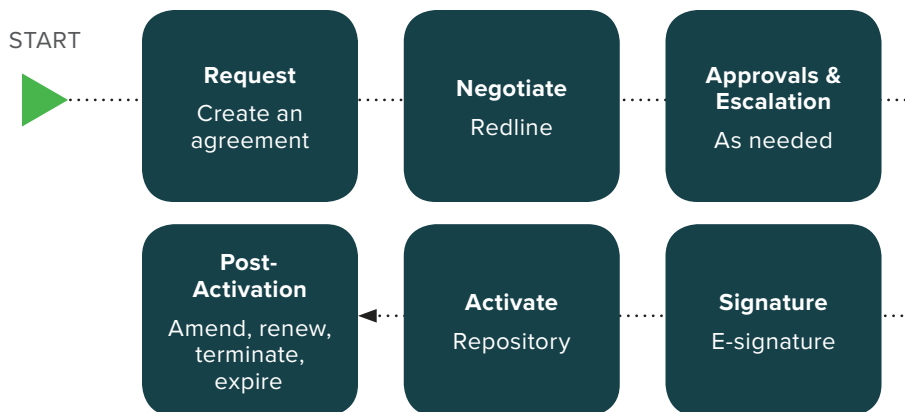 START
Request
Create an
agreement
Negotiate
Redline
Approvals &
Escalation
As needed
Post-
Activation
Amend, renew,
terminate,
expire
Activate
Repository
Signature
E-signature